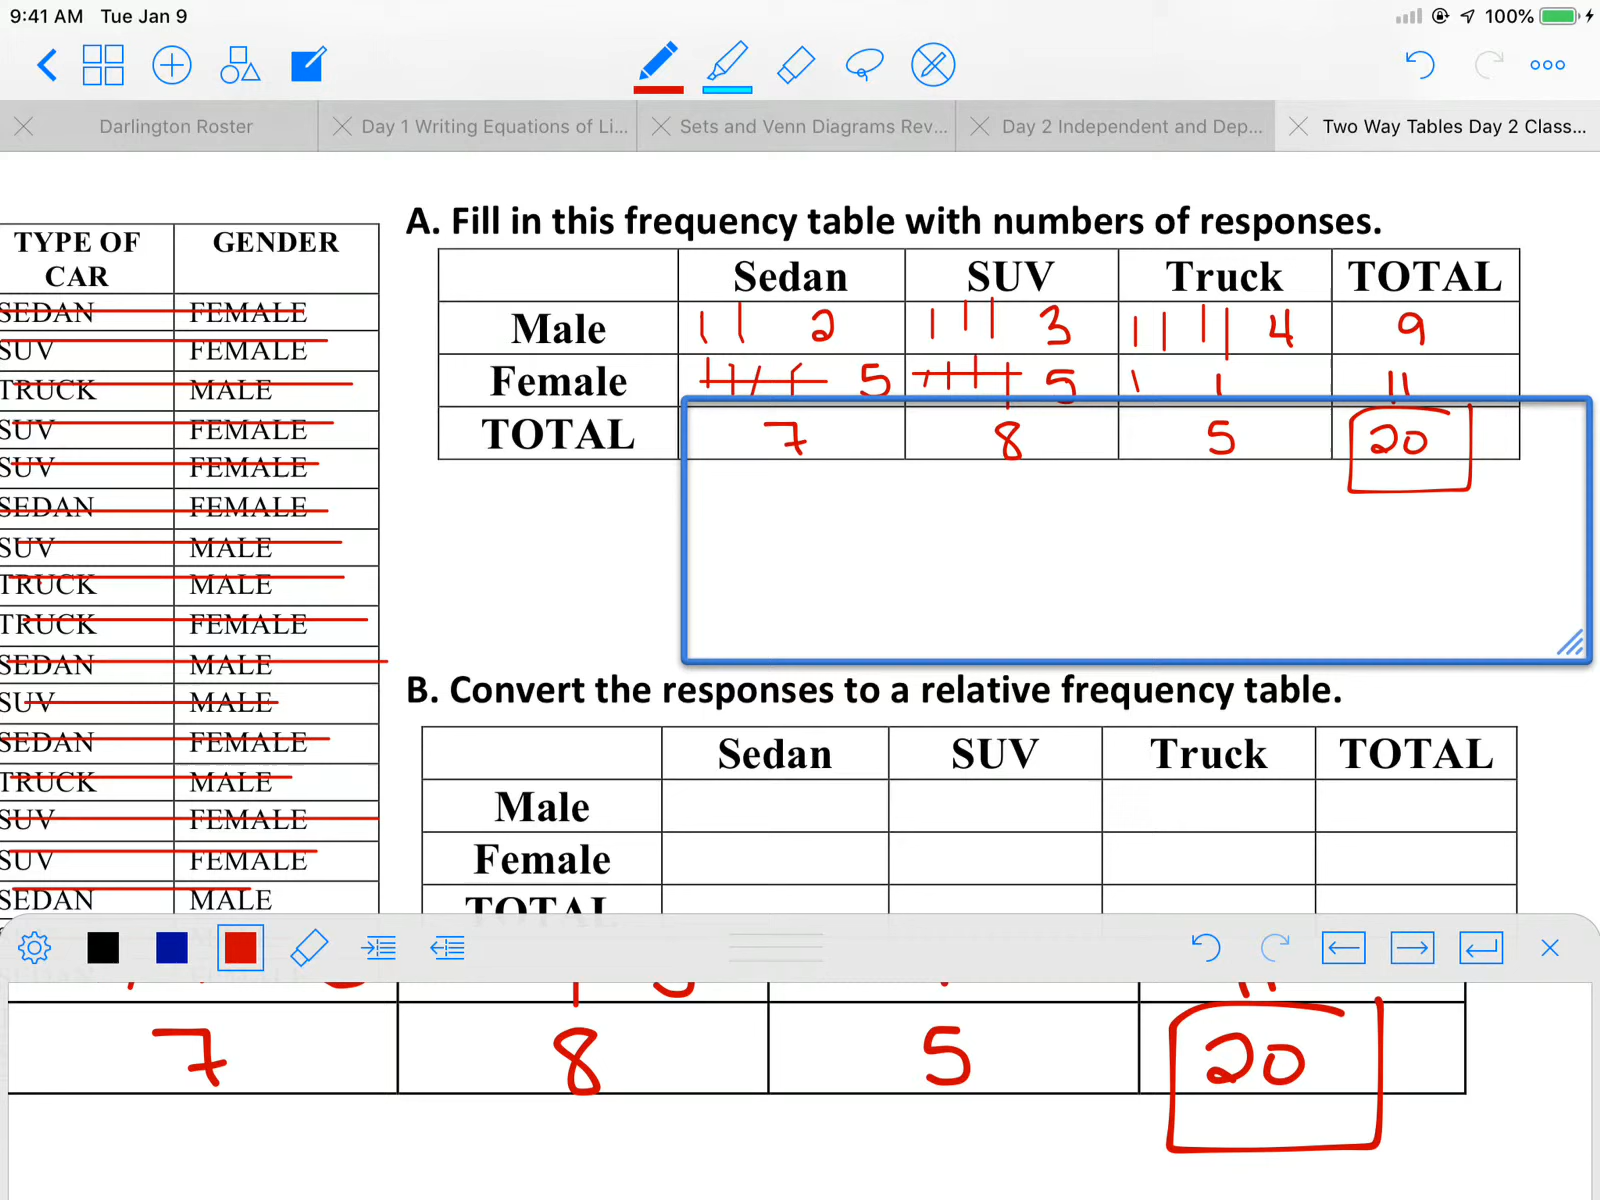 9:41 AM Tue Jan 9 100%
Darlington Roster Day 1 Writing Equations of Li... Sets and Venn Diagrams Rev... Day 2 Independent and Dep... Two Way Tables Day 2 Class...
TYPE OF CAR GENDER
SEDAN FEMALE
SUV FEMALE
TRUCK MALE
SUV FEMALE
SUV FEMALE
SEDAN FEMALE
SUV MALE
TRUCK MALE
TRUCK FEMALE
SEDAN MALE
SUV MALE
SEDAN FEMALE
TRUCK MALE
SUV FEMALE
SUV FEMALE
SEDAN MALE
A. Fill in this frequency table with numbers of responses.
Sedan SUV Truck TOTAL
Male 2 3 4 9
Female 5 5 1 11
TOTAL 7 8 5 20
B. Convert the responses to a relative frequency table.
Sedan SUV Truck TOTAL
Male
Female
TOTAL
7 8 5 20